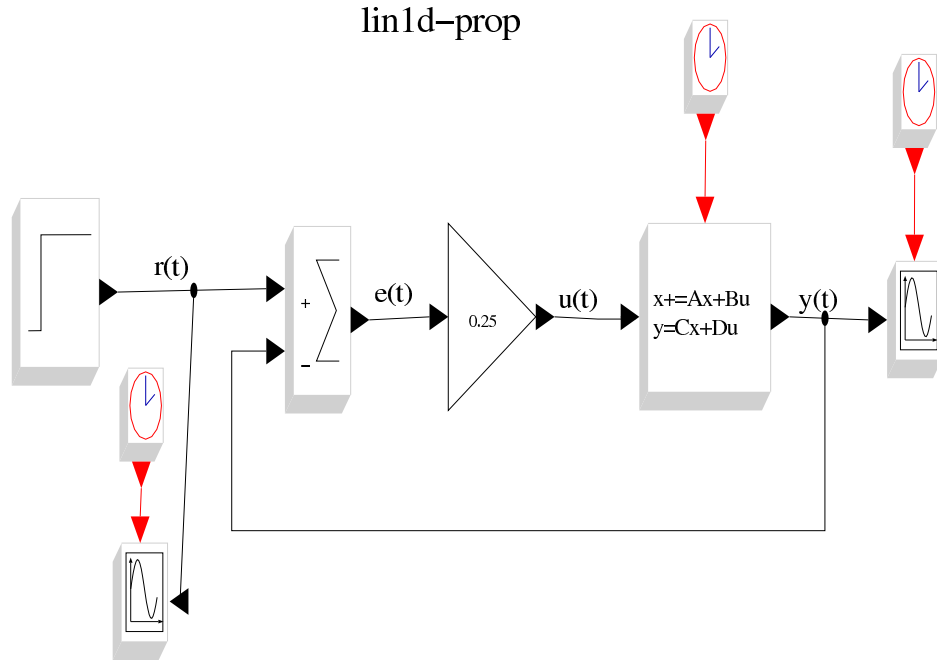 lin1d−prop
r(t)
+
−
e(t)
0.25
u(t)
x+=Ax+Bu
y=Cx+Du
y(t)